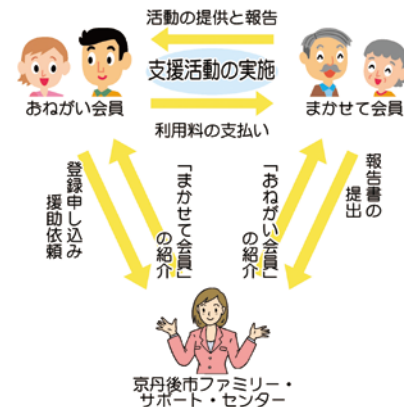 活動の提供と報告
支援活動の実施
おねがい会員
まかせて会員
利用料の支払い
登録申し込み
援助依頼
「まかせて会員」
の紹介
「おねがい会員」
の紹介
報告書の
提出
京丹後市ファミリー・
サポート・センター